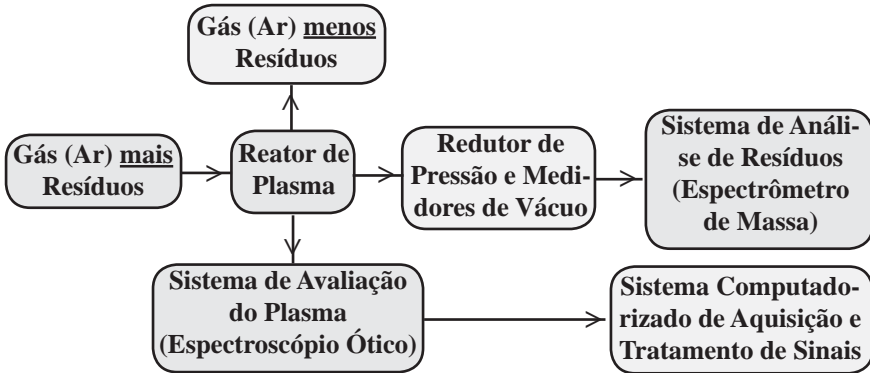 Gás (Ar) menos
Resíduos
Gás (Ar) mais
Resíduos
Reator de
Plasma
Redutor de
Pressão e Medi-
dores de Vácuo
Sistema de Análi-
se de Resíduos
(Espectrômetro
de Massa)
Sistema de Avaliação
do Plasma
(Espectroscópio Ótico)
Sistema Computado-
rizado de Aquisição e
Tratamento de Sinais